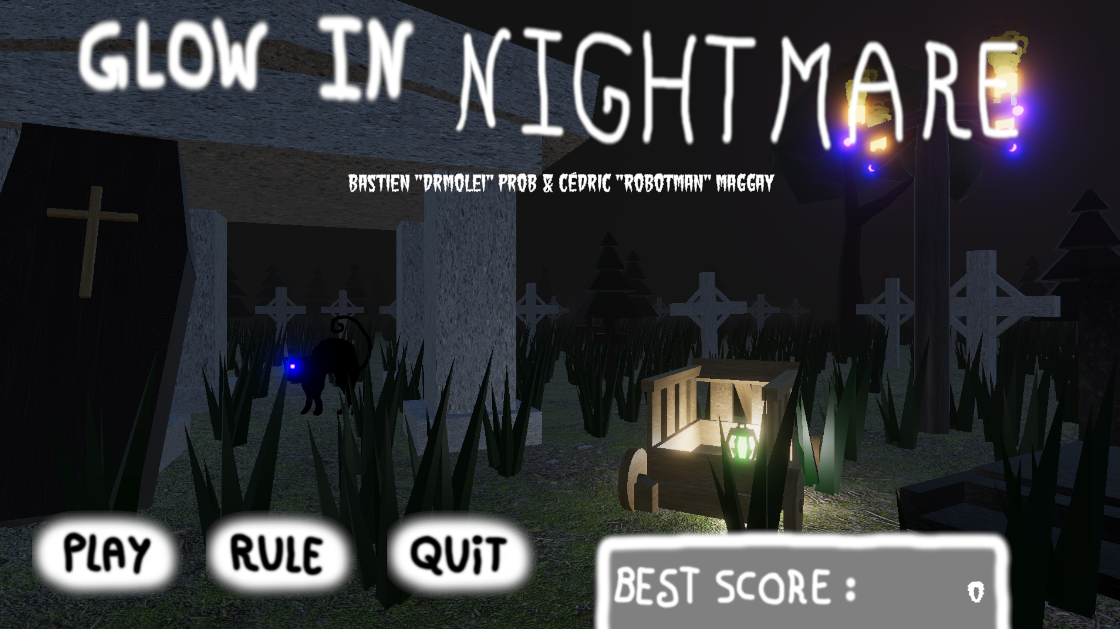 GLOW IN NIGHTMARE
BASTIEN "DRMOLEI" PROB & CÉDRIC "ROBOTMAN" MAGGAY
PLAY
RULE
QUiT
BEST SCORE : 0